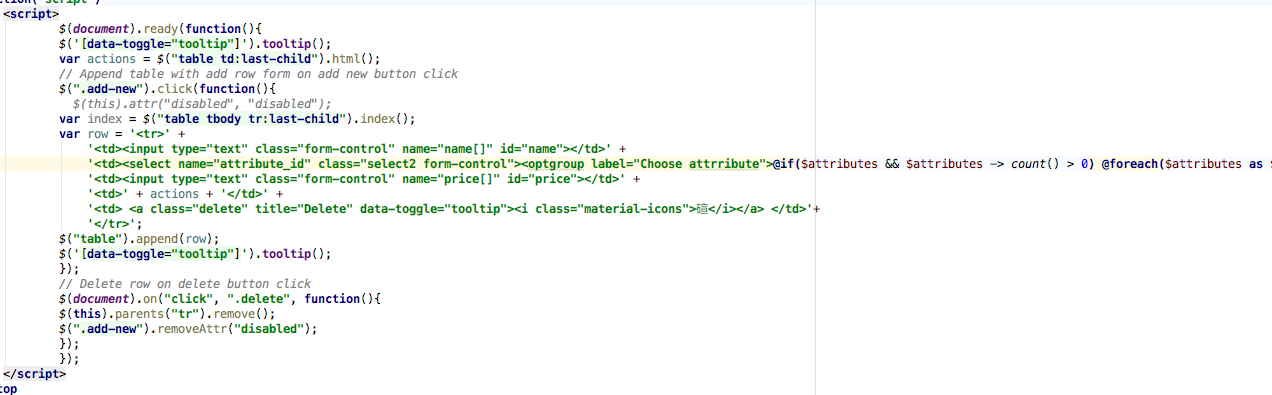 <script>
$(document).ready(function(){
$('[data-toggle="tooltip"]').tooltip();
var actions = $("table td:last-child").html();
// Append table with add row form on add new button click
$(".add-new").click(function(){
$(this).attr("disabled", "disabled");
var index = $("table tbody tr:last-child").index();
var row = '<tr>' +
'<td><input type="text" class="form-control" name="name[]" id="name"></td>' +
'<td><select name="attribute_id" class="select2 form-control"><optgroup label="Choose attrribute">@if($attributes && $attributes -> count() > 0) @foreach($attributes as $
'<td><input type="text" class="form-control" name="price[]" id="price"></td>' +
'<td>' + actions + '</td>' +
'<td> <a class="delete" title="Delete" data-toggle="tooltip"><i class="material-icons"></i></a> </td>'+
'</tr>';
$("table").append(row);
$('[data-toggle="tooltip"]').tooltip();
});
// Delete row on delete button click
$(document).on("click", ".delete", function(){
$(this).parents("tr").remove();
$(".add-new").removeAttr("disabled");
});
});
</script>
top